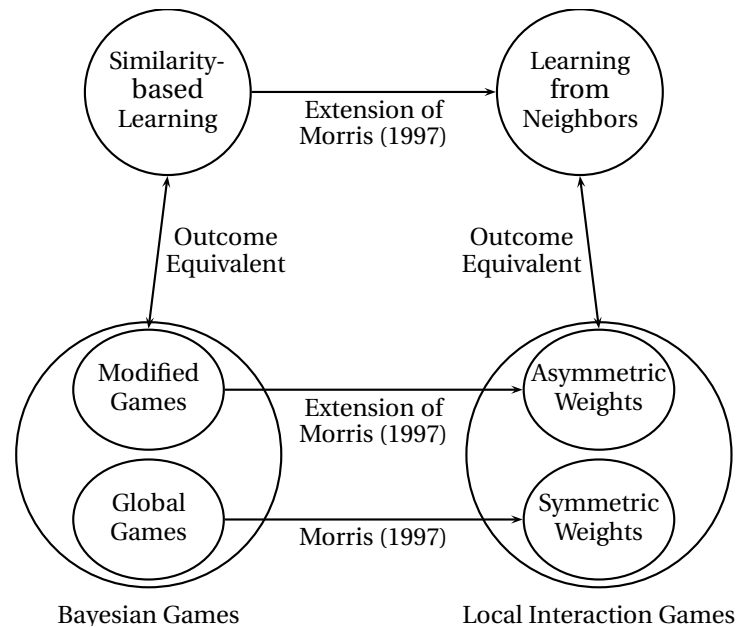 Similarity-
based
Learning
Learning
from
Neighbors
Extension of
Morris (1997)
Outcome
Equivalent
Outcome
Equivalent
Modified
Games
Asymmetric
Weights
Extension of
Morris (1997)
Global
Games
Symmetric
Weights
Morris (1997)
Bayesian Games
Local Interaction Games